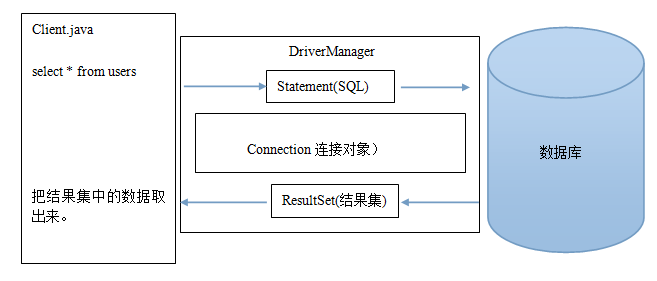 Client.java
select * from users
把结果集中的数据取
出来。
DriverManager
Statement(SQL)
Connection 连接对象）
ResultSet(结果集)
数据库